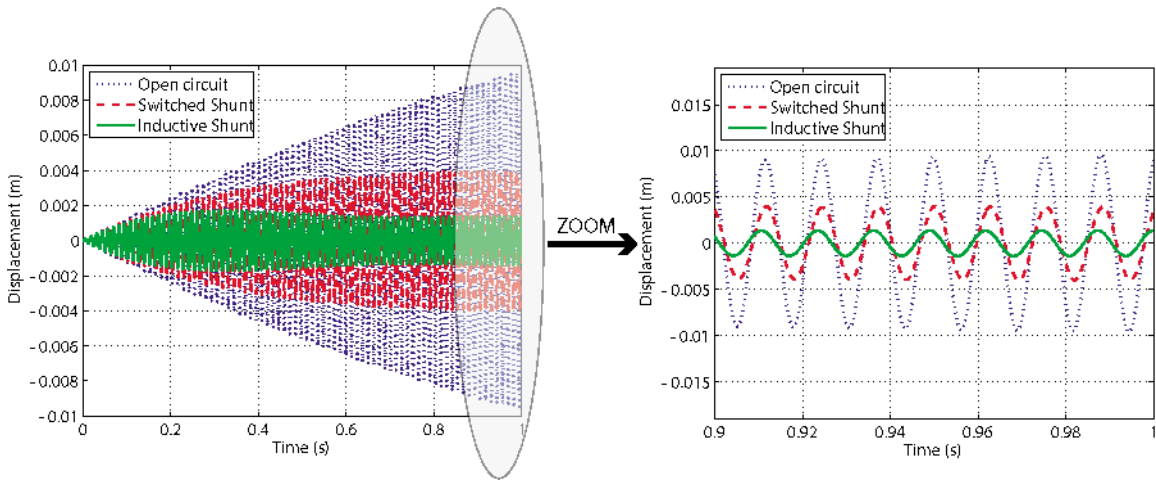 0.01
0.008
0.006
0.004
0.002
0
-0.002
-0.004
-0.006
-0.008
-0.01
Displacement (m)
Open circuit
Switched Shunt
Inductive Shunt
0 0.2 0.4 0.6 0.8 1
Time (s)
ZOOM
0.015
0.01
0.005
0
-0.005
-0.01
-0.015
Displacement (m)
Open circuit
Switched Shunt
Inductive Shunt
0.9 0.92 0.94 0.96 0.98 1
Time (s)